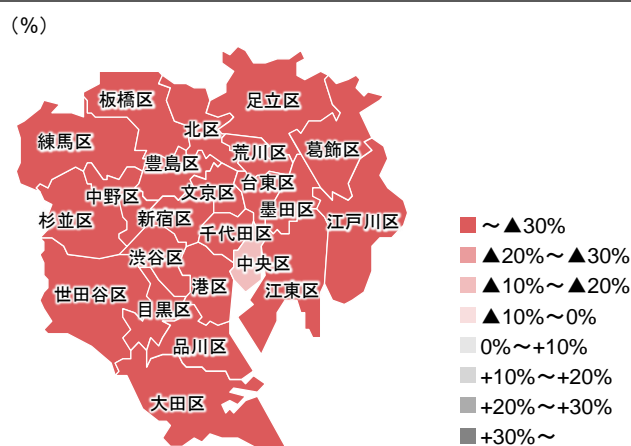 （%）
板橋区
足立区
北区
練馬区
荒川区
葛飾区
豊島区
台東区
文京区
中野区
墨田区
杉並区
新宿区
江戸川区
千代田区
渋谷区
中央区
港区
江東区
世田谷区
目黒区
品川区
大田区
～▲30%
▲20%～▲30%
▲10%～▲20%
▲10%～0%
0%～+10%
+10%～+20%
+20%～+30%
+30%～